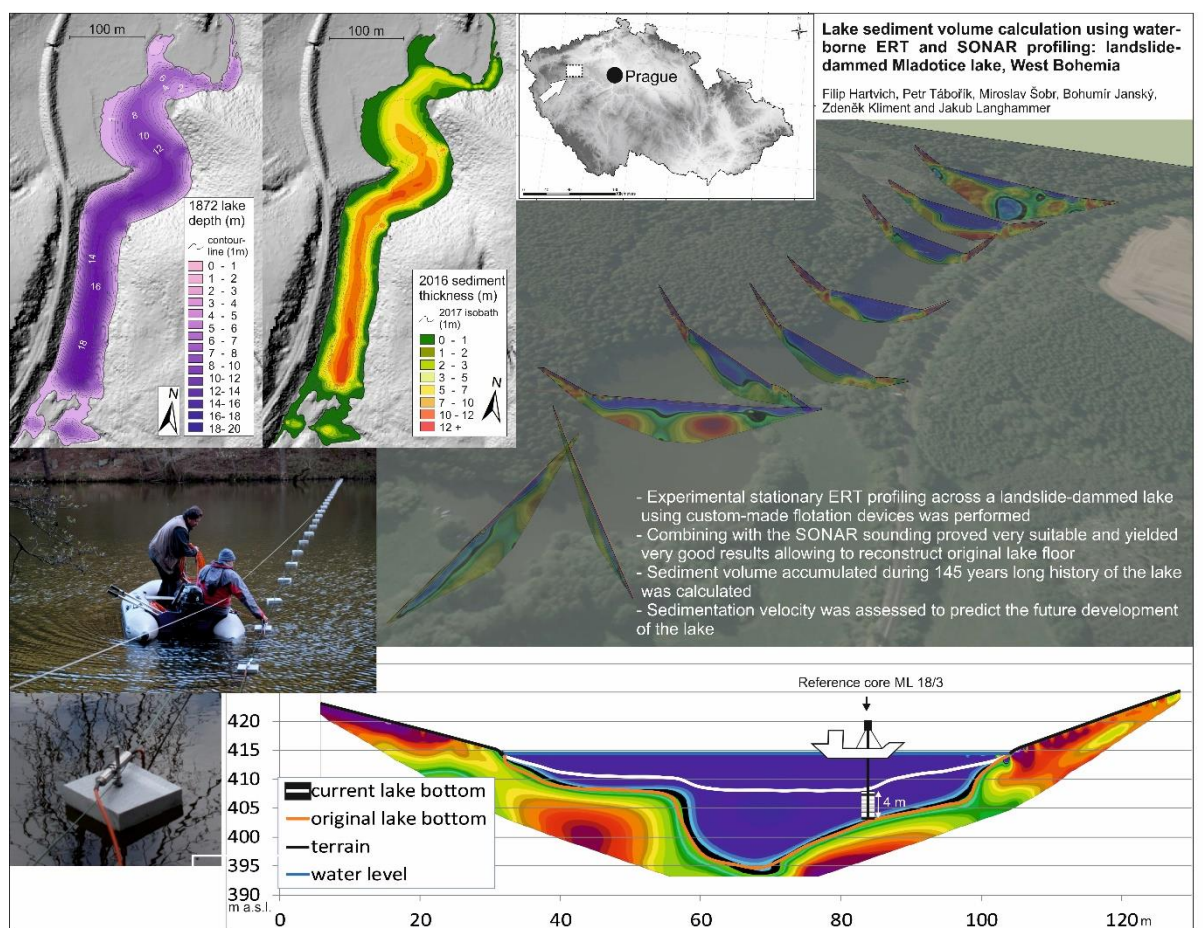 Lake sediment volume calculation using water-
borne ERT and SONAR profiling: landslide-
dammed Mladotice lake, West Bohemia
Filip Hartvich, Petr Tábořík, Miroslav Šobr, Bohumír Janský,
Zdeněk Kliment and Jakub Langhammer
100 m
6
4
8
10
12
14
16
18
1872 lake
depth (m)
contour-
line (1m)
0 - 1
1 - 2
2 - 3
3 - 4
4 - 5
5 - 6
6 - 7
7 - 8
8 - 10
10- 12
12 - 14
14 - 16
16 - 18
18 - 20
N
100 m
2016 sediment
thickness (m)
2017 isobath
(1m)
0 - 1
1 - 2
2 - 3
3 - 5
5 - 7
7 - 10
10 - 12
12 +
N
Prague
- Experimental stationary ERT profiling across a landslide-dammed lake
using custom-made flotation devices was performed
- Combining with the SONAR sounding proved very suitable and yielded
very good results allowing to reconstruct original lake floor
- Sediment volume accumulated during 145 years long history of the lake
was calculated
- Sedimentation velocity was assessed to predict the future development
of the lake
Reference core ML 18/3
4 m
420
415
410
405
400
395
390
m a.s.l.
current lake bottom
original lake bottom
terrain
water level
0 20 40 60 80 100 120 m